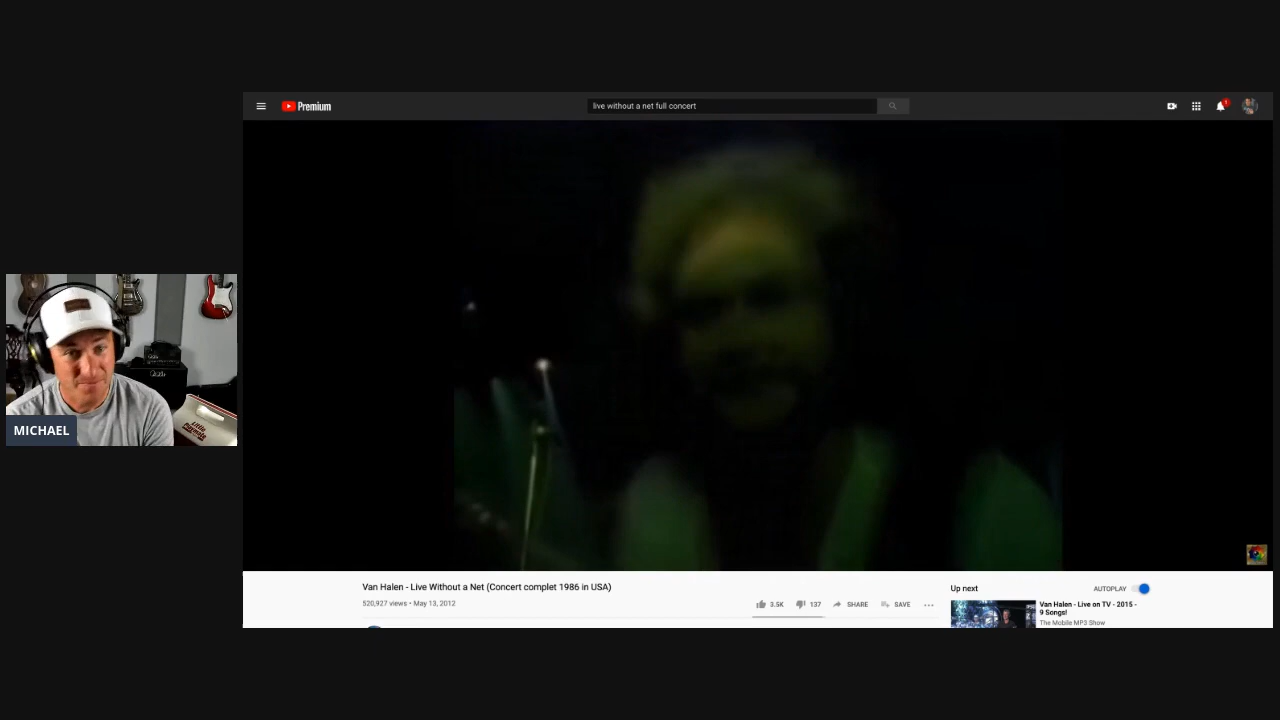 Premium
live without a net full concert
1
MICHAEL
Van Halen - Live Without a Net (Concert complet 1986 in USA)
520,927 views • May 13, 2012
3.5K
137
SHARE
SAVE
Up next
AUTOPLAY
Van Halen - Live on TV - 2015 -
9 Songs!
The Mobile MP3 Show